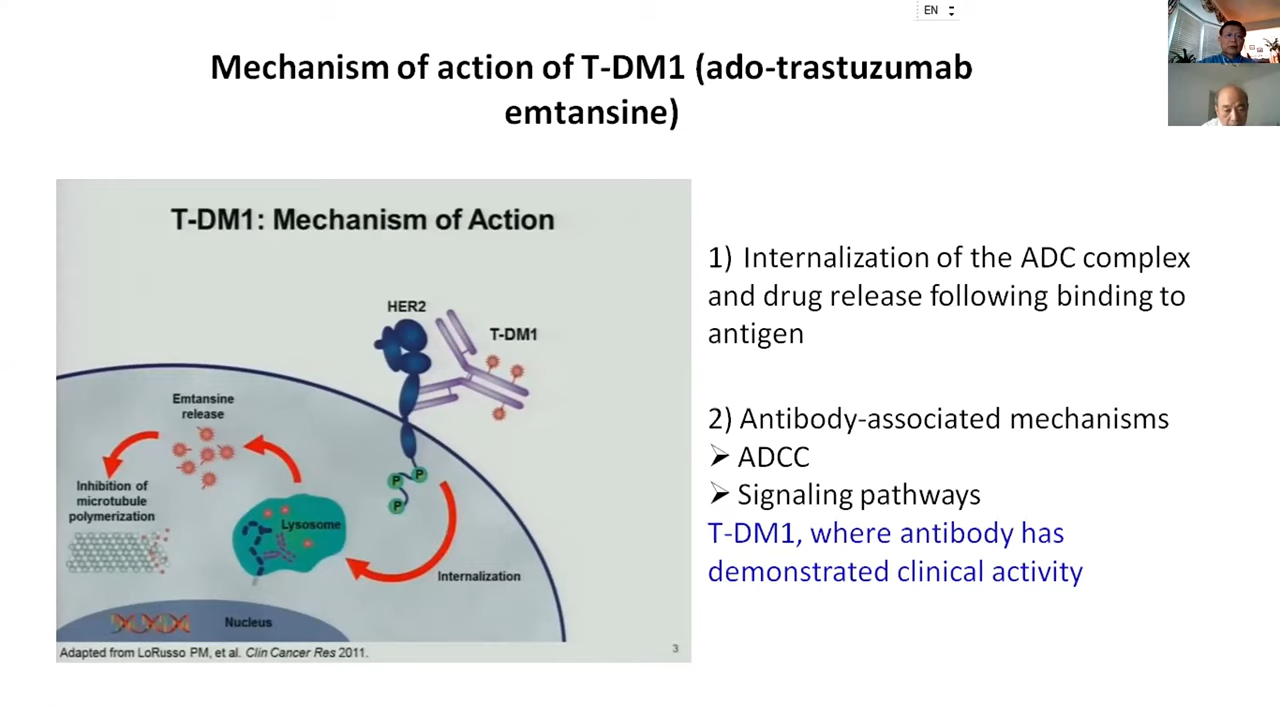 EN
Mechanism of action of T-DM1 (ado-trastuzumab
emtansine)
T-DM1: Mechanism of Action
HER2
T-DM1
Emtansine
release
P
P
P
Inhibition of
microtubule
polymerization
Lysosome
Internalization
Nucleus
Adapted from LoRusso PM, et al. Clin Cancer Res 2011.
3
1) Internalization of the ADC complex
and drug release following binding to
antigen
2) Antibody-associated mechanisms
➢ ADCC
➢ Signaling pathways
T-DM1, where antibody has
demonstrated clinical activity